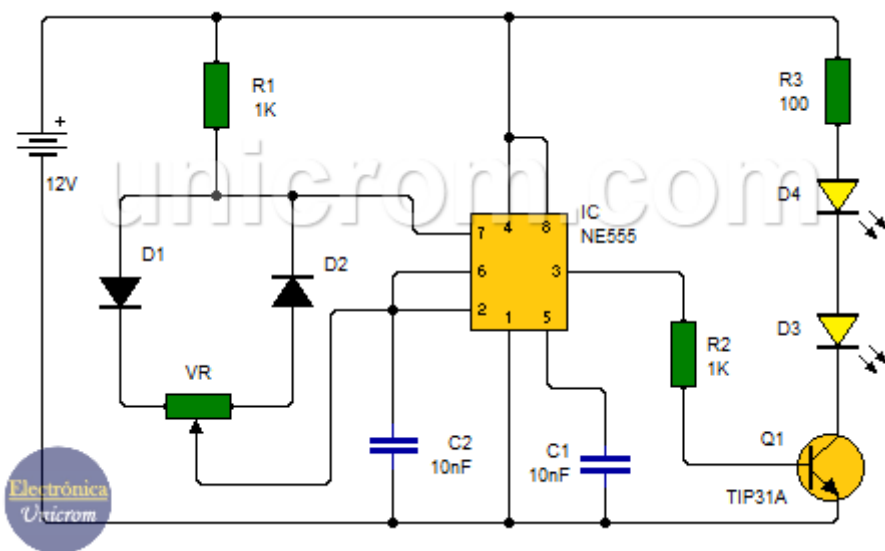 R1
1K
R3
100
+
12V
unicrom.com
D4
IC
NE555
7
4
8
D1
D2
6
3
2
1
5
D3
R2
1K
VR
C2
10nF
C1
10nF
Q1
TIP31A
Electrónica
Unicrom